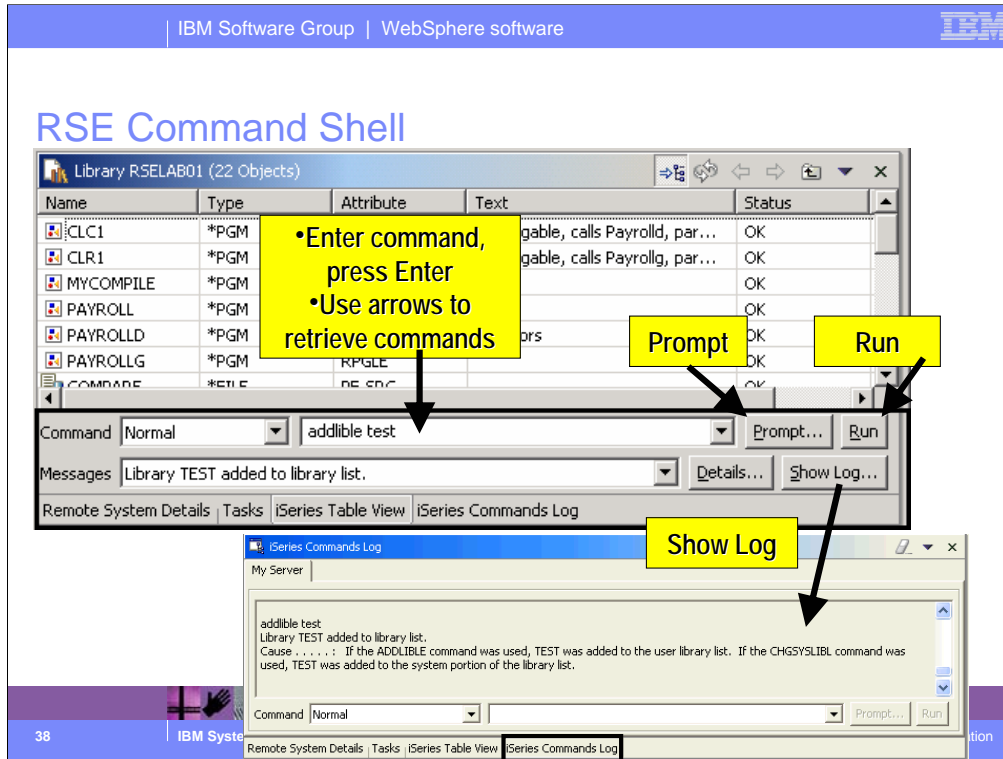 IBM Software Group | WebSphere software
IBM
RSE Command Shell
Library RSELAB01 (22 Objects)
Name Type Attribute Text Status
CLC1 *PGM gable, calls Payrolld, par... OK
CLR1 *PGM gable, calls Payrollg, par... OK
MYCOMPILE *PGM OK
PAYROLL *PGM OK
PAYROLLD *PGM ors OK
PAYROLLG *PGM RPGLE OK
COMPARE *FILE PF-SRC OK
•Enter command,
press Enter
•Use arrows to
retrieve commands
Prompt
Run
Command Normal addlible test Prompt... Run
Messages Library TEST added to library list. Details... Show Log...
Remote System Details Tasks iSeries Table View iSeries Commands Log
Show Log
iSeries Commands Log
My Server
addlible test
Library TEST added to library list.
Cause . . . . . : If the ADDLIBLE command was used, TEST was added to the user library list. If the CHGSYSLIBL command was
used, TEST was added to the system portion of the library list.
Command Normal Prompt... Run
Remote System Details Tasks iSeries Table View iSeries Commands Log
38 IBM Syste tion